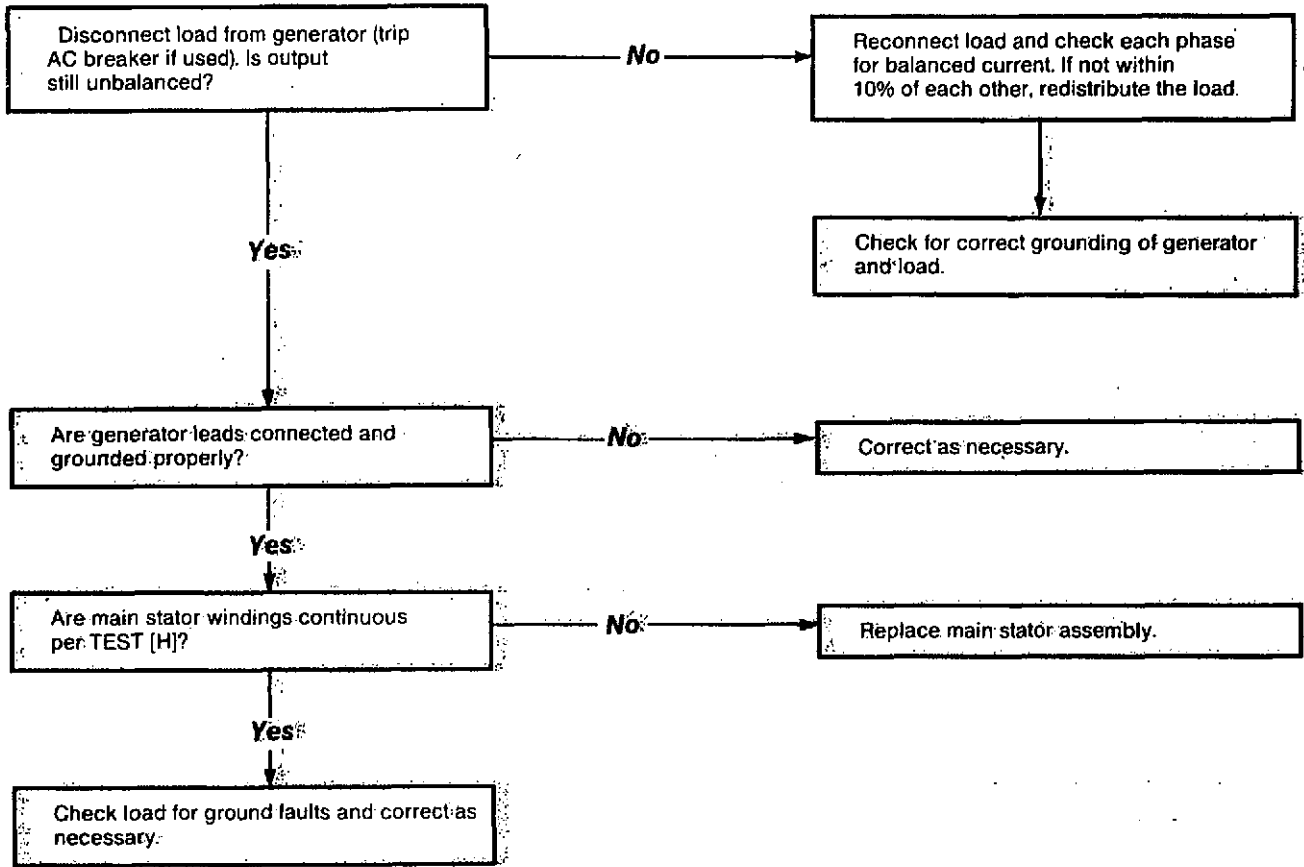 Disconnect load from generator (trip
AC breaker if used). Is output
still unbalanced?
No
Reconnect load and check each phase
for balanced current. If not within
10% of each other, redistribute the load.
Yes
Check for correct grounding of generator
and load.
Are generator leads connected and
grounded properly?
No
Correct as necessary.
Yes
Are main stator windings continuous
per TEST [H]?
No
Replace main stator assembly.
Yes
Check load for ground faults and correct as
necessary.